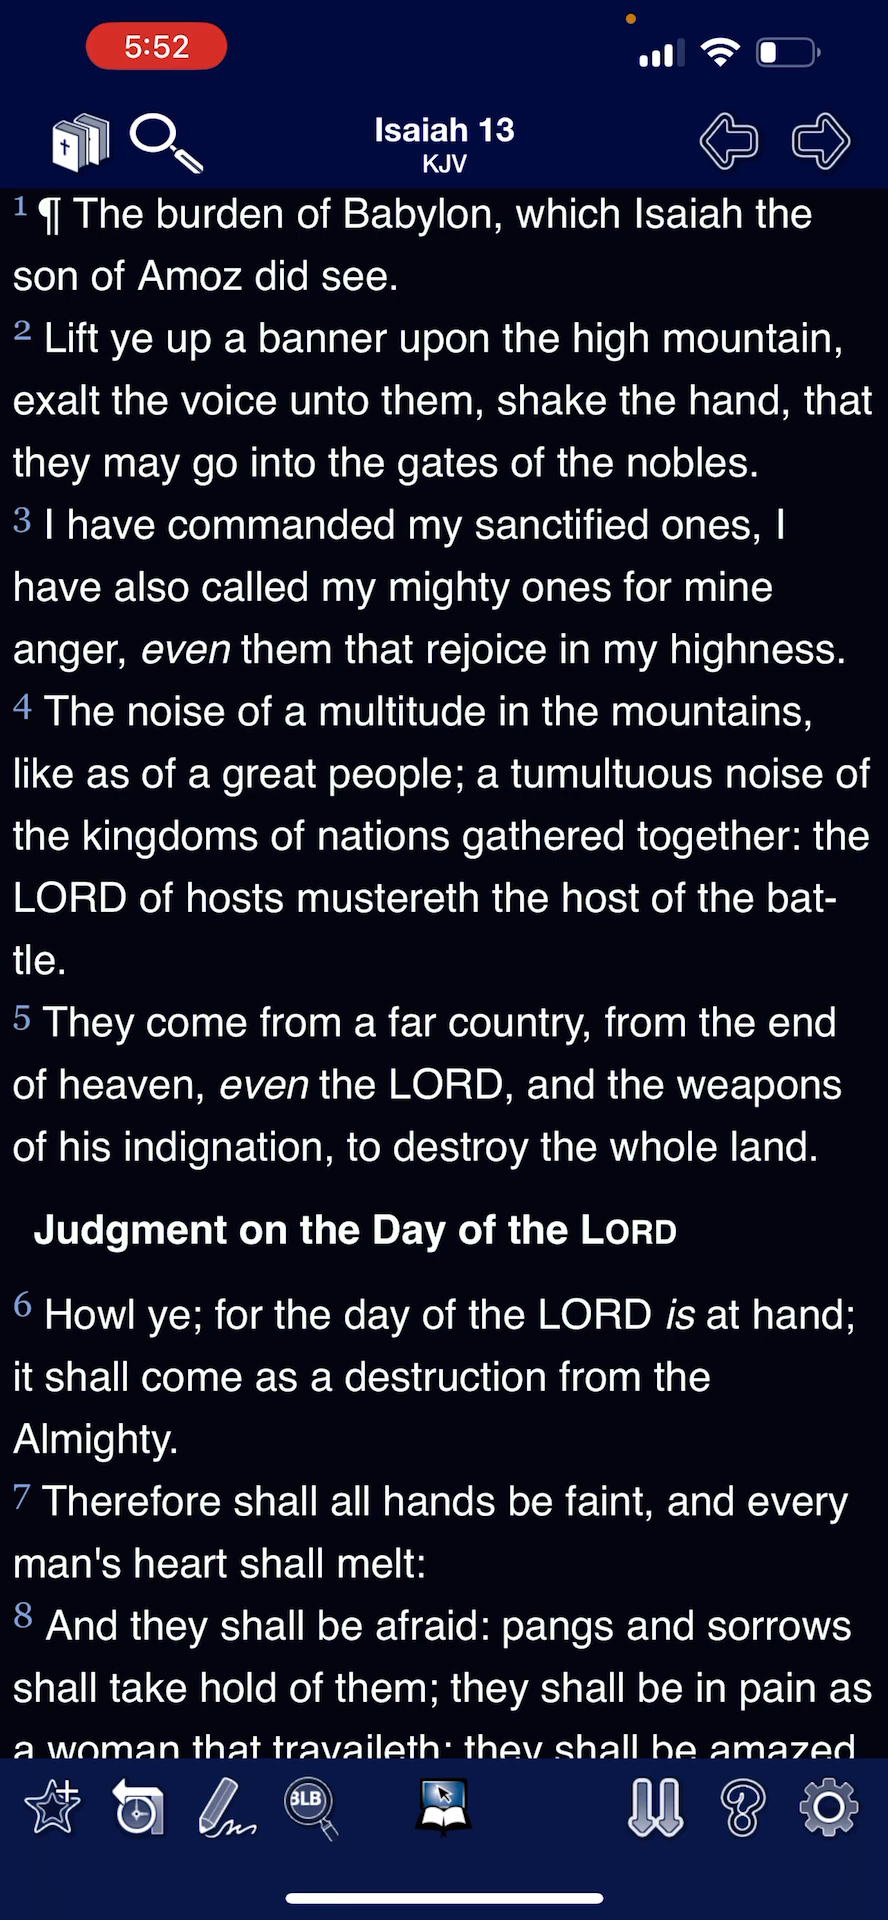 5:52
Isaiah 13
KJV
1 ¶ The burden of Babylon, which Isaiah the
son of Amoz did see.
2 Lift ye up a banner upon the high mountain,
exalt the voice unto them, shake the hand, that
they may go into the gates of the nobles.
3 I have commanded my sanctified ones, I
have also called my mighty ones for mine
anger, even them that rejoice in my highness.
4 The noise of a multitude in the mountains,
like as of a great people; a tumultuous noise of
the kingdoms of nations gathered together: the
LORD of hosts mustereth the host of the bat-
tle.
5 They come from a far country, from the end
of heaven, even the LORD, and the weapons
of his indignation, to destroy the whole land.
Judgment on the Day of the LORD
6 Howl ye; for the day of the LORD is at hand;
it shall come as a destruction from the
Almighty.
7 Therefore shall all hands be faint, and every
man's heart shall melt:
8 And they shall be afraid: pangs and sorrows
shall take hold of them; they shall be in pain as
a woman that travaileth: they shall be amazed
BLB